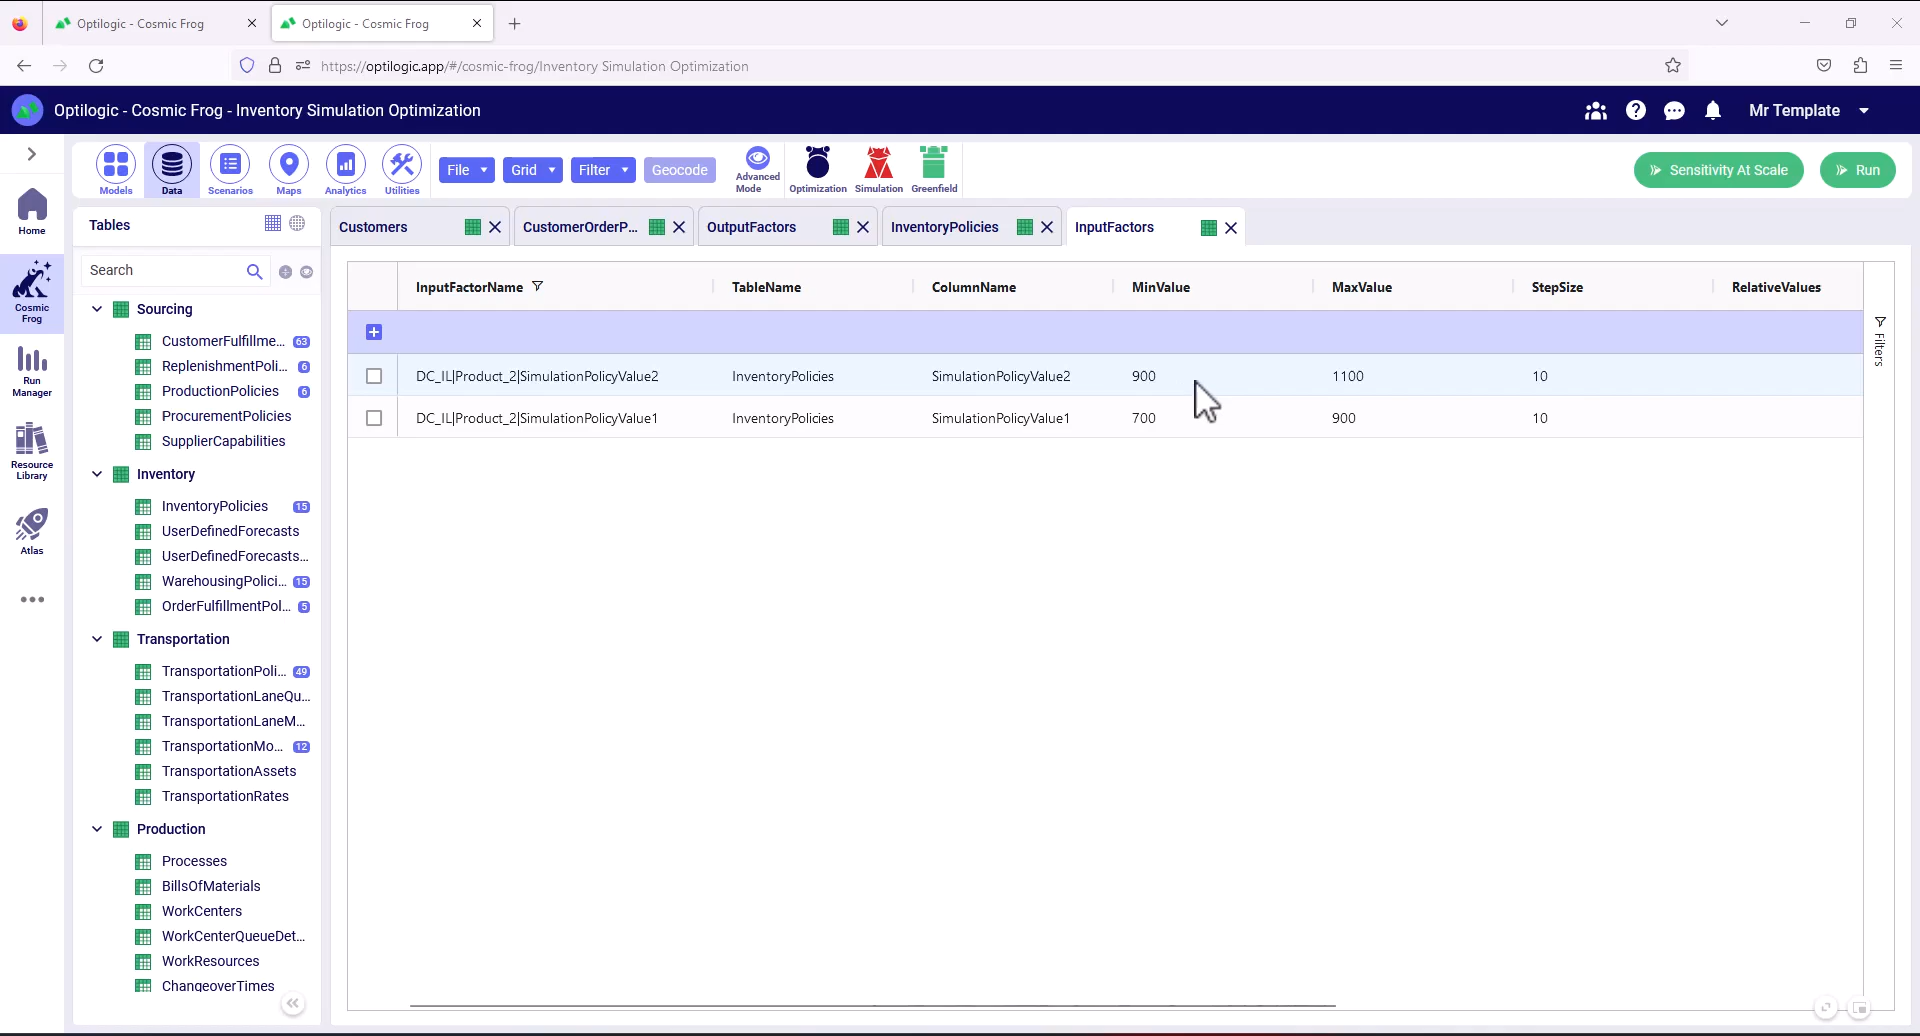 Optilogic - Cosmic Frog
Optilogic - Cosmic Frog
https://optilogic.app/#/cosmic-frog/Inventory Simulation Optimization
Optilogic - Cosmic Frog - Inventory Simulation Optimization
Mr Template
Models
Data
Scenarios
Maps
Analytics
Utilities
File
Grid
Filter
Geocode
Advanced Mode
Optimization
Simulation
Greenfield
Sensitivity At Scale
Run
Home
Cosmic Frog
Run Manager
Resource Library
Atlas
Tables
Search
Sourcing
CustomerFulfillme... 63
ReplenishmentPoli... 6
ProductionPolicies 6
ProcurementPolicies
SupplierCapabilities
Inventory
InventoryPolicies 15
UserDefinedForecasts
UserDefinedForecasts...
WarehousingPolici... 15
OrderFulfillmentPol... 5
Transportation
TransportationPoli... 49
TransportationLaneQu...
TransportationLaneM...
TransportationMo... 12
TransportationAssets
TransportationRates
Production
Processes
BillsOfMaterials
WorkCenters
WorkCenterQueueDet...
WorkResources
ChangeoverTimes
Customers
CustomerOrderP...
OutputFactors
InventoryPolicies
InputFactors
InputFactorName TableName ColumnName MinValue MaxValue StepSize RelativeValues
DC_IL|Product_2|SimulationPolicyValue2 InventoryPolicies SimulationPolicyValue2 900 1100 10
DC_IL|Product_2|SimulationPolicyValue1 InventoryPolicies SimulationPolicyValue1 700 900 10
Filters